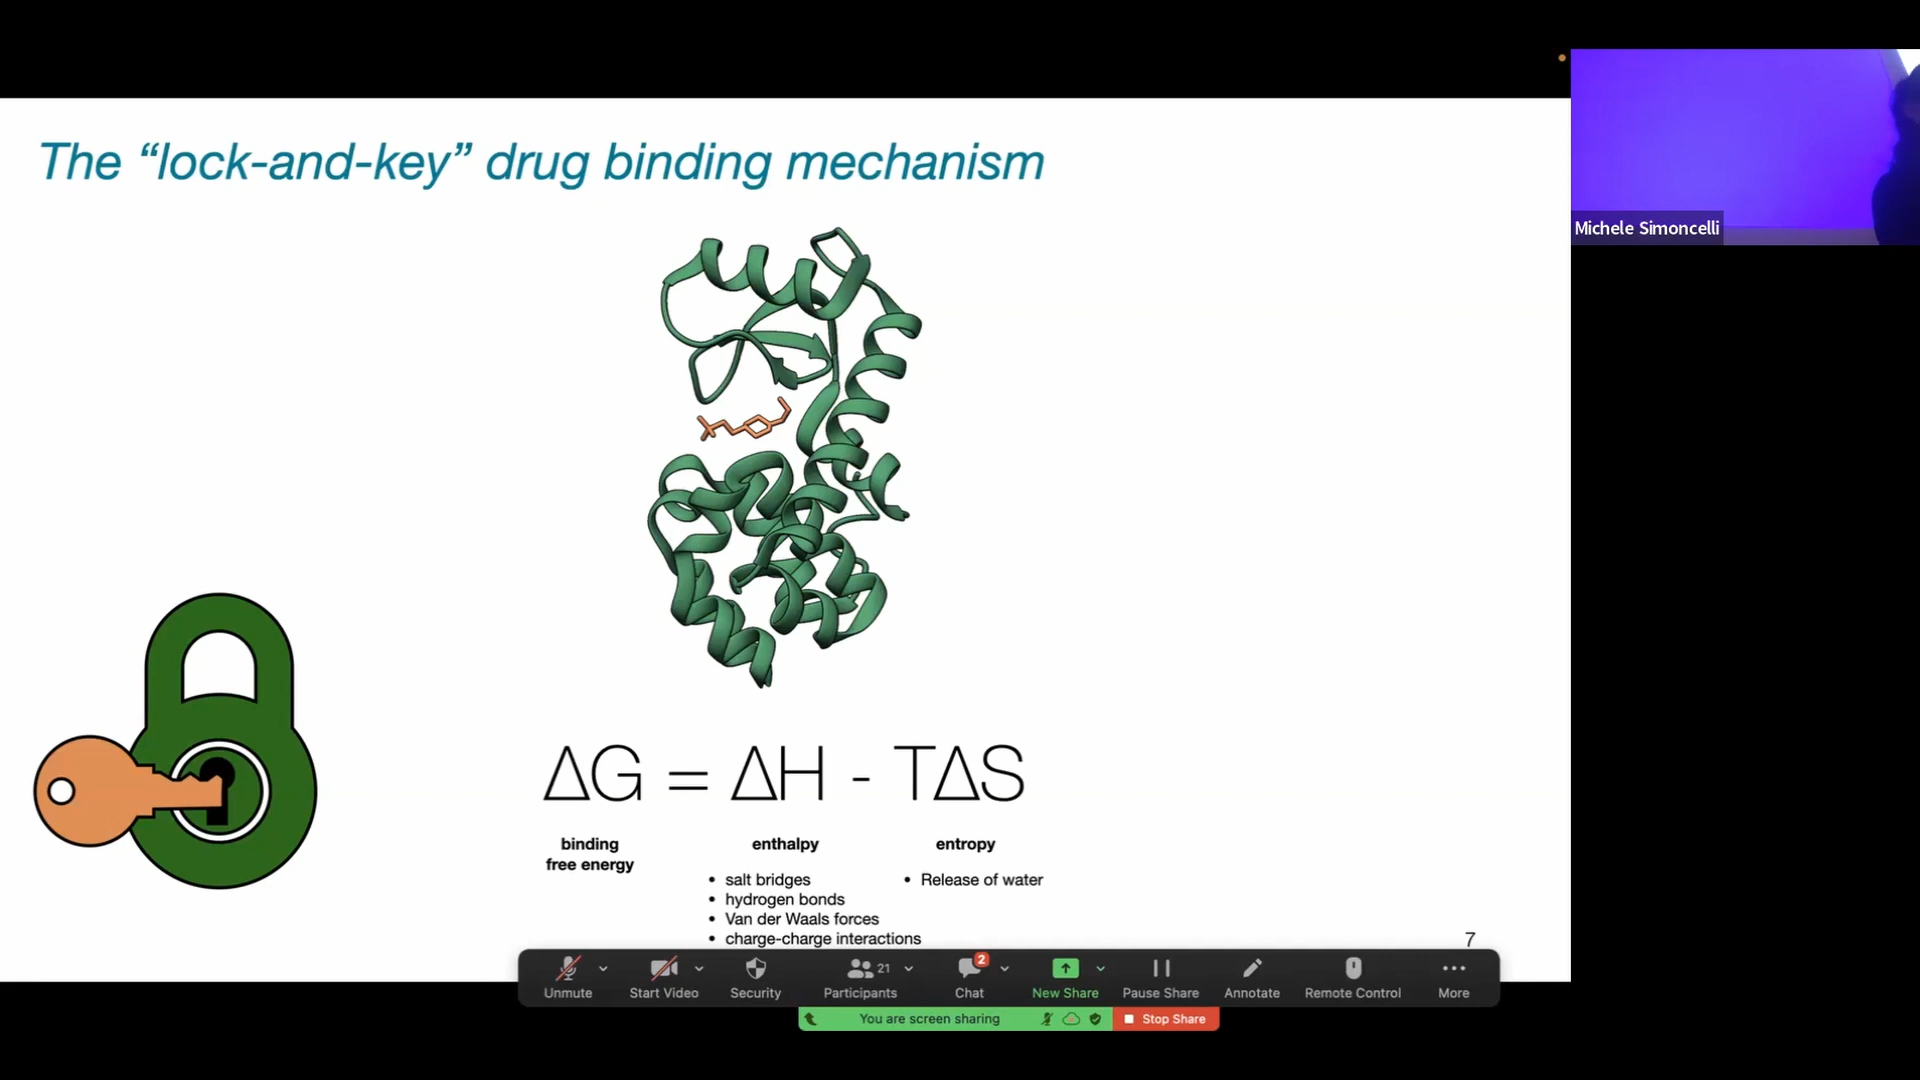 The “lock-and-key” drug binding mechanism
Michele Simoncelli
ΔG = ΔH - TΔS
binding
free energy
enthalpy
entropy
• salt bridges
• hydrogen bonds
• Van der Waals forces
• charge-charge interactions
• Release of water
7
Unmute
Start Video
Security
21
Participants
2
Chat
New Share
Pause Share
Annotate
Remote Control
More
You are screen sharing
Stop Share